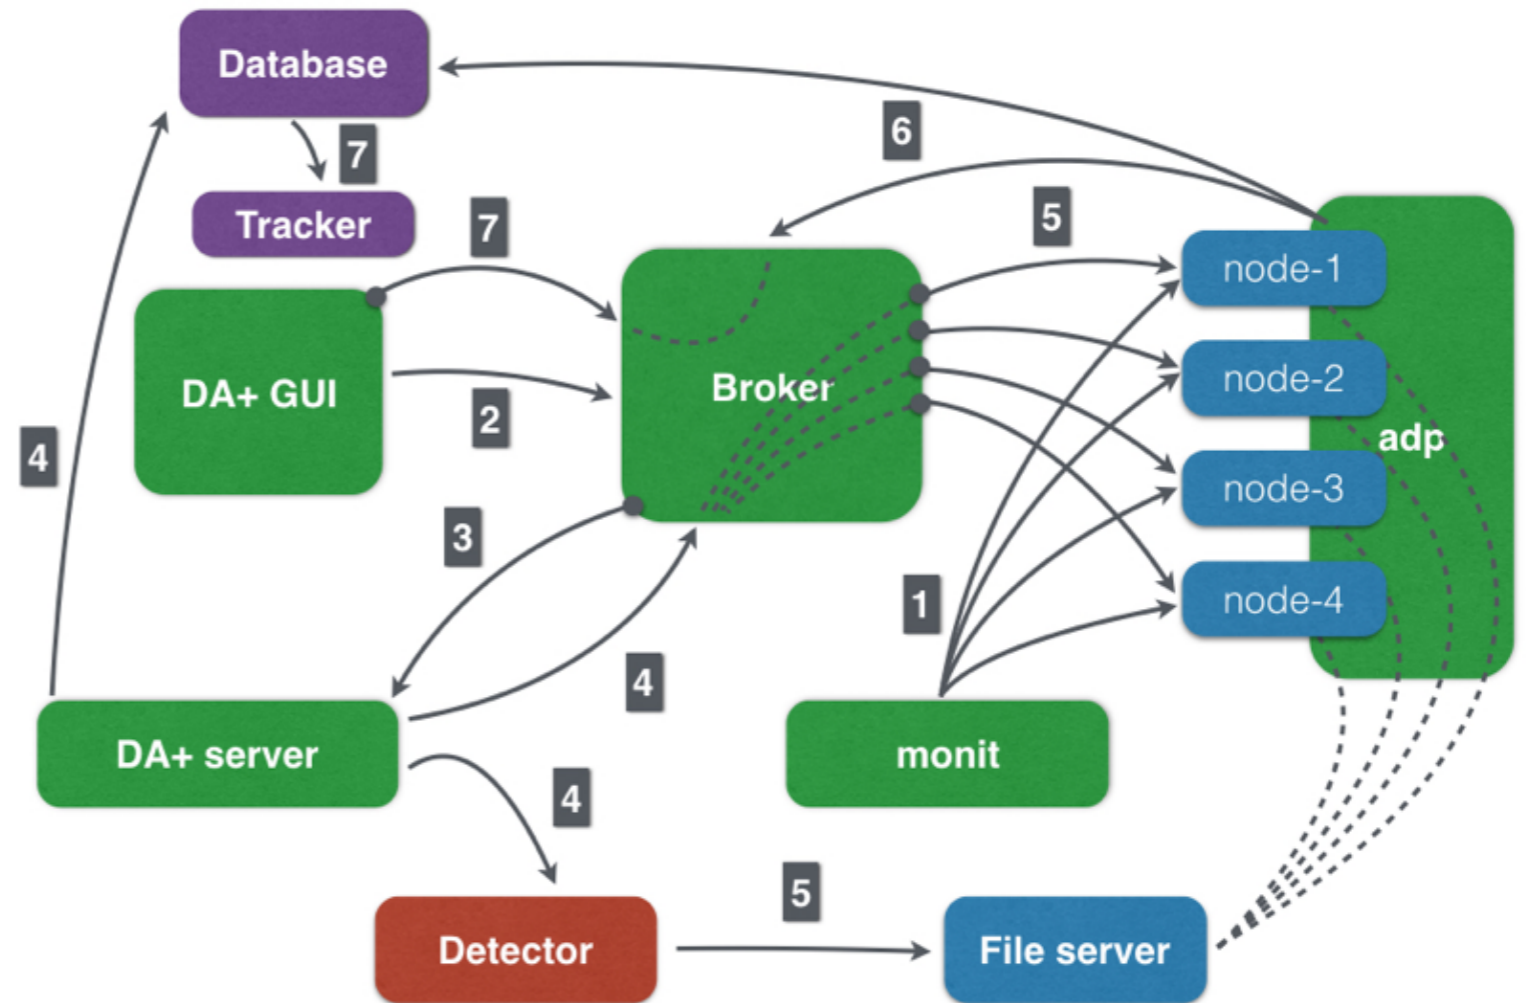 Database
6
7
5
Tracker
7
node-1
DA+ GUI
2
Broker
node-2
adp
4
node-3
3
1
node-4
4
DA+ server
monit
4
5
Detector
File server